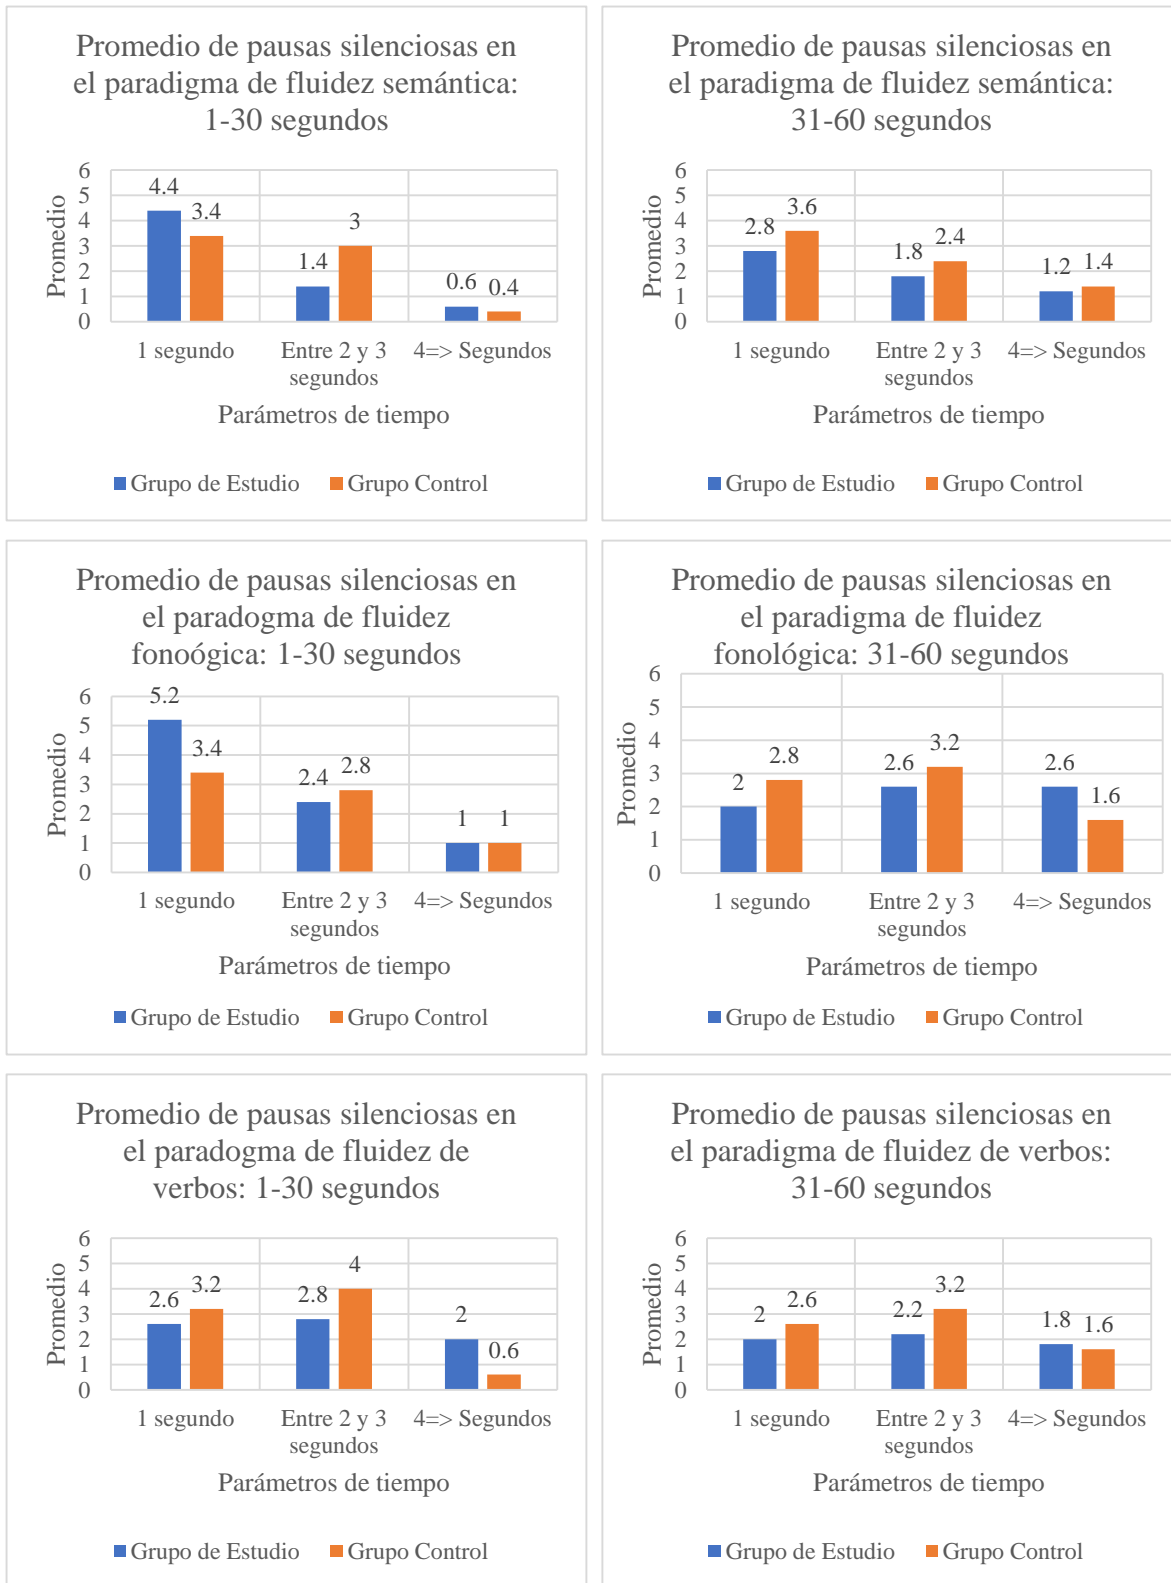 Promedio de pausas silenciosas en
el paradigma de fluidez semántica:
1-30 segundos
6
5
4
3
2
1
0
Promedio
4.4
3.4
1.4
3
0.6
0.4
1 segundo
Entre 2 y 3
segundos
4=> Segundos
Parámetros de tiempo
Grupo de Estudio
Grupo Control
Promedio de pausas silenciosas en
el paradigma de fluidez semántica:
31-60 segundos
6
5
4
3
2
1
0
Promedio
2.8
3.6
1.8
2.4
1.2
1.4
1 segundo
Entre 2 y 3
segundos
4=> Segundos
Parámetros de tiempo
Grupo de Estudio
Grupo Control
Promedio de pausas silenciosas en
el paradogma de fluidez
fonoógica: 1-30 segundos
6
5
4
3
2
1
0
Promedio
5.2
3.4
2.4
2.8
1
1
1 segundo
Entre 2 y 3
segundos
4=> Segundos
Parámetros de tiempo
Grupo de Estudio
Grupo Control
Promedio de pausas silenciosas en
el paradigma de fluidez
fonológica: 31-60 segundos
6
5
4
3
2
1
0
Promedio
2
2.8
2.6
3.2
2.6
1.6
1 segundo
Entre 2 y 3
segundos
4=> Segundos
Parámetros de tiempo
Grupo de Estudio
Grupo Control
Promedio de pausas silenciosas en
el paradogma de fluidez de
verbos: 1-30 segundos
6
5
4
3
2
1
0
Promedio
2.6
3.2
2.8
4
2
0.6
1 segundo
Entre 2 y 3
segundos
4=> Segundos
Parámetros de tiempo
Grupo de Estudio
Grupo Control
Promedio de pausas silenciosas en
el paradigma de fluidez de verbos:
31-60 segundos
6
5
4
3
2
1
0
Promedio
2
2.6
2.2
3.2
1.8
1.6
1 segundo
Entre 2 y 3
segundos
4=> Segundos
Parámetros de tiempo
Grupo de Estudio
Grupo Control